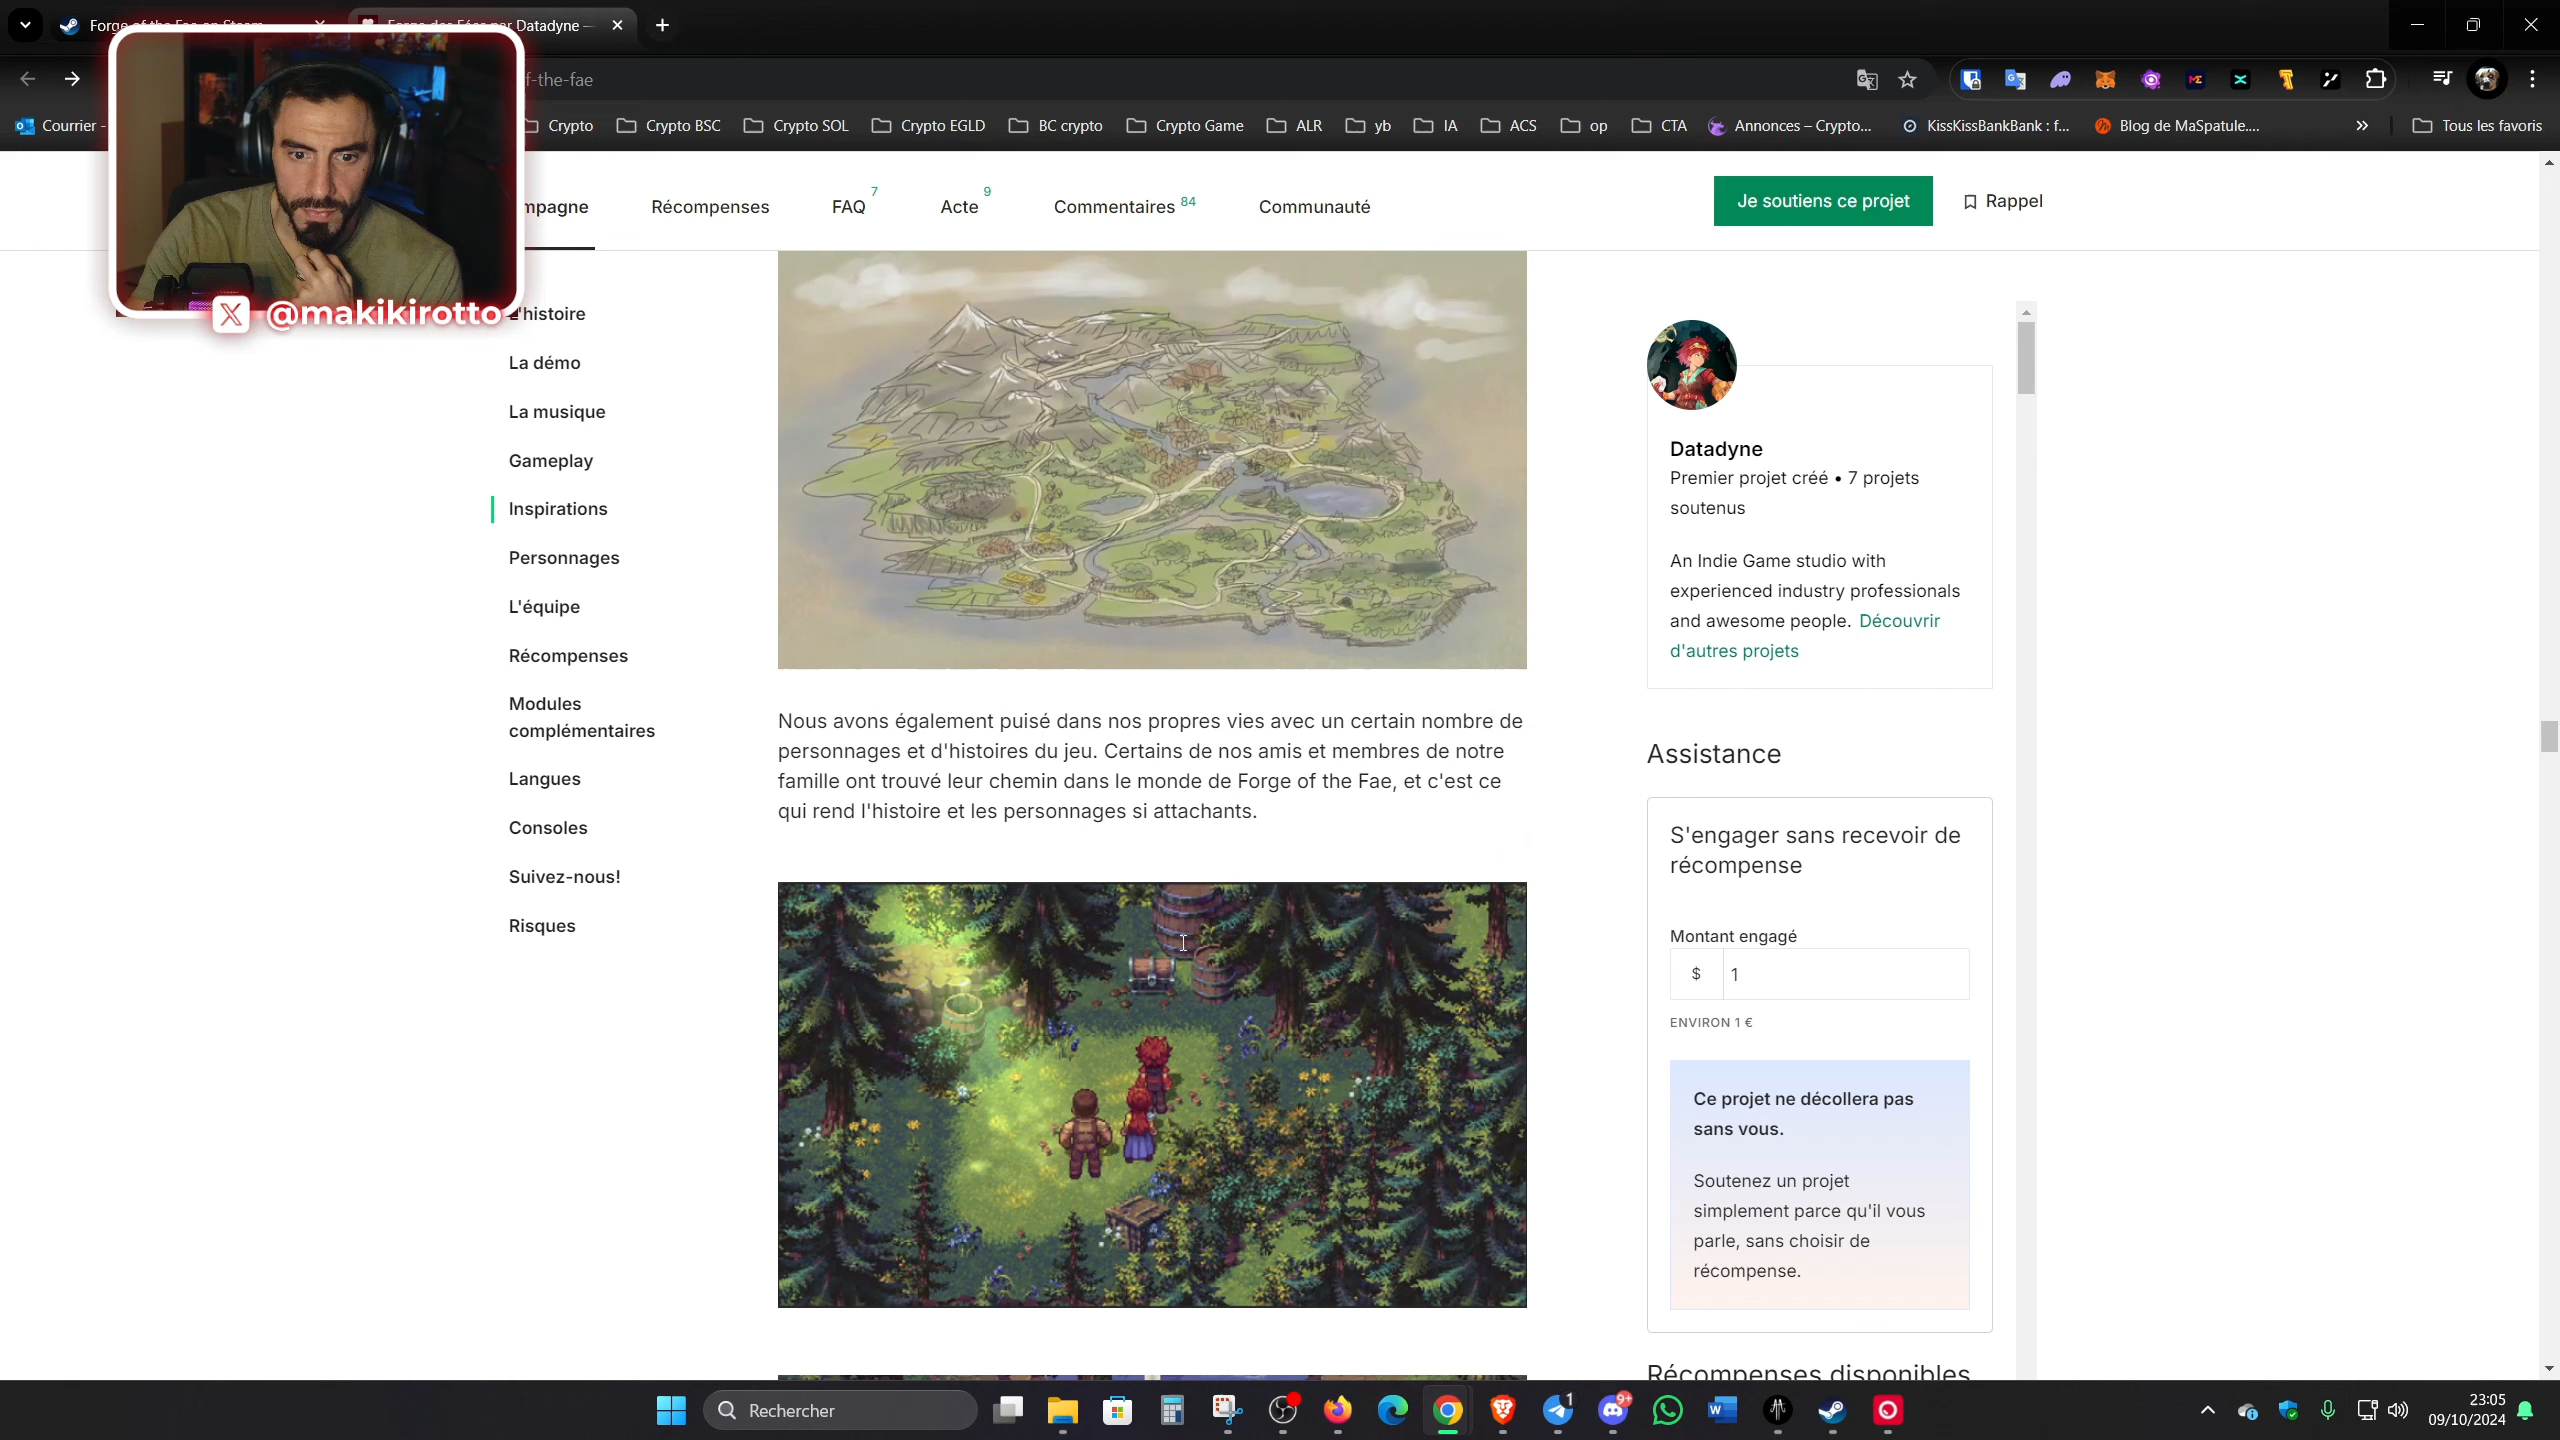 Datadyne —
f-the-fae
Courrier -
Crypto
Crypto BSC
Crypto SOL
Crypto EGLD
BC crypto
Crypto Game
ALR
yb
IA
ACS
op
CTA
Annonces – Crypto...
KissKissBankBank : f...
Blog de MaSpatule....
»
Tous les favoris
mpagne
Récompenses
FAQ 7
Acte 9
Commentaires 84
Communauté
Je soutiens ce projet
Rappel
@makikirotto
L'histoire
La démo
La musique
Gameplay
Inspirations
Personnages
L'équipe
Récompenses
Modules
complémentaires
Langues
Consoles
Suivez-nous!
Risques
Nous avons également puisé dans nos propres vies avec un certain nombre de
personnages et d'histoires du jeu. Certains de nos amis et membres de notre
famille ont trouvé leur chemin dans le monde de Forge of the Fae, et c'est ce
qui rend l'histoire et les personnages si attachants.
Datadyne
Premier projet créé • 7 projets
soutenus
An Indie Game studio with
experienced industry professionals
and awesome people. Découvrir
d'autres projets
Assistance
S'engager sans recevoir de
récompense
Montant engagé
$ 1
ENVIRON 1 €
Ce projet ne décollera pas
sans vous.
Soutenez un projet
simplement parce qu'il vous
parle, sans choisir de
récompense.
Récompenses disponibles
Rechercher
1
9+
23:05
09/10/2024